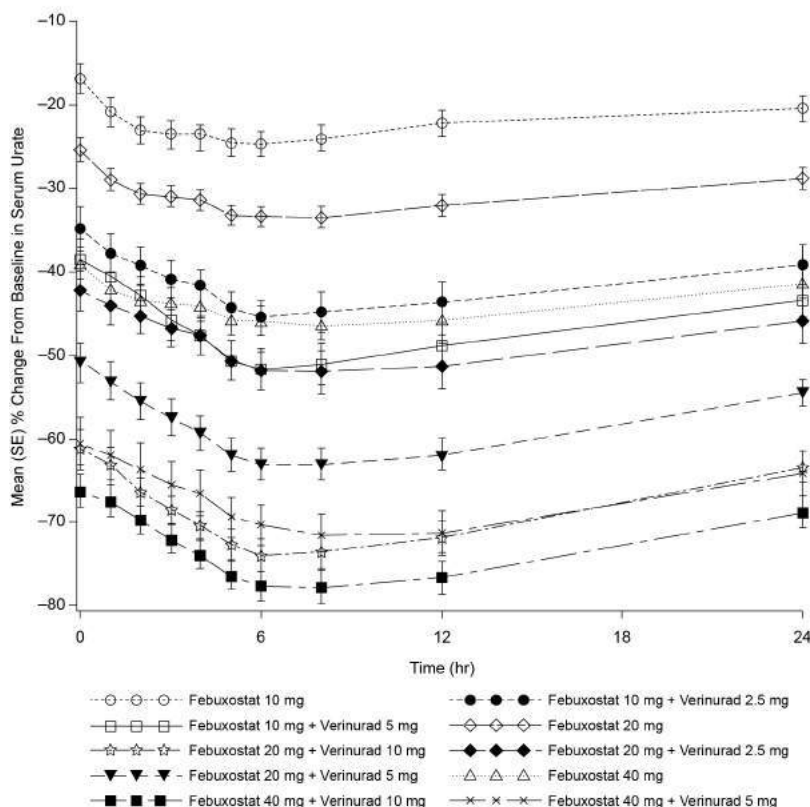 –10
–20
–30
–40
–50
–60
–70
–80
Mean (SE) % Change From Baseline in Serum Urate
0
6
12
18
24
Time (hr)
Febuxostat 10 mg
Febuxostat 10 mg + Verinurad 2.5 mg
Febuxostat 10 mg + Verinurad 5 mg
Febuxostat 20 mg
Febuxostat 20 mg + Verinurad 10 mg
Febuxostat 20 mg + Verinurad 2.5 mg
Febuxostat 20 mg + Verinurad 5 mg
Febuxostat 40 mg
Febuxostat 40 mg + Verinurad 10 mg
Febuxostat 40 mg + Verinurad 5 mg